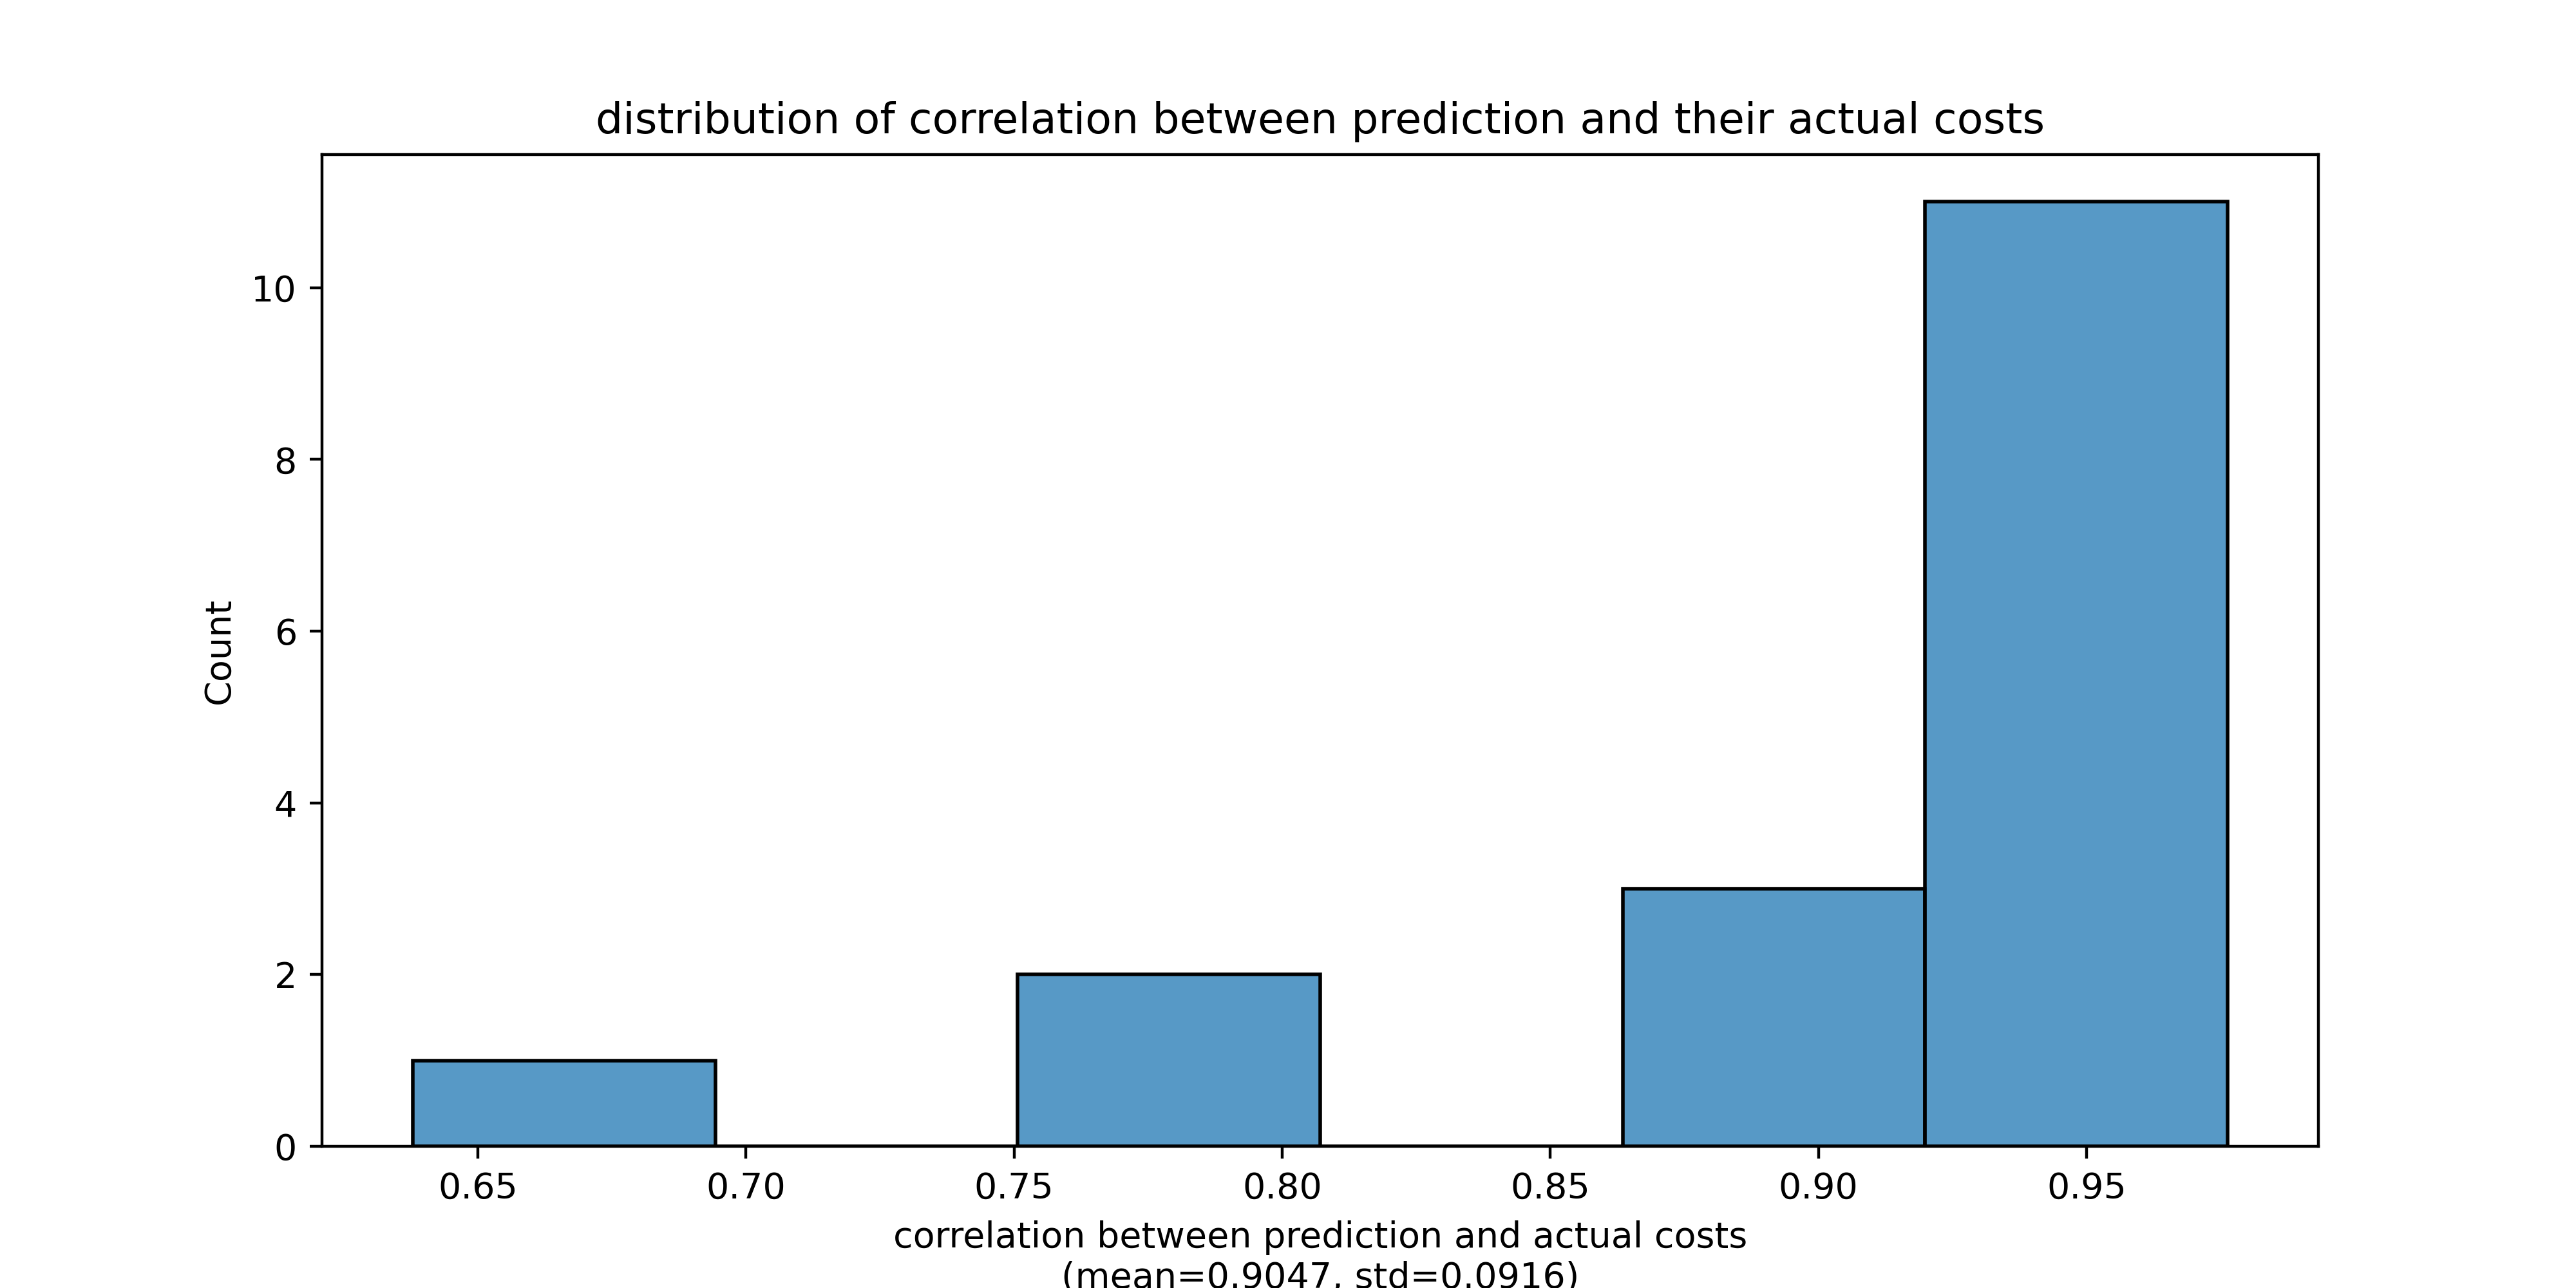 distribution of correlation between prediction and their actual costs
10
8
6
4
2
0
Count
0.65 0.70 0.75 0.80 0.85 0.90 0.95
correlation between prediction and actual costs
(mean=0.9047, std=0.0916)